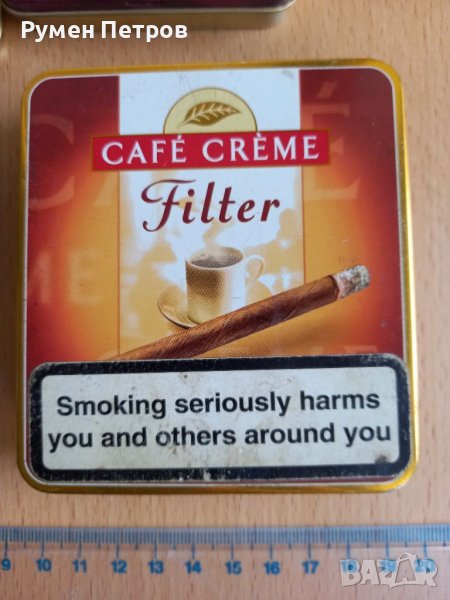 Румен Петров
CAFÉ CRÈME
Filter
Smoking seriously harms
you and others around you
9 10 11 12 13 14 15 16 17 18 19 20
BAZAR